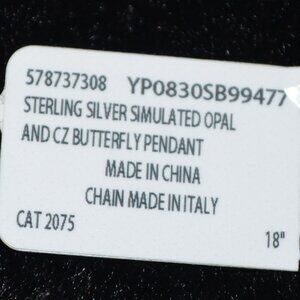 578737308 YP0830SB99477
STERLING SILVER SIMULATED OPAL
AND CZ BUTTERFLY PENDANT
MADE IN CHINA
CHAIN MADE IN ITALY
CAT 2075 18"